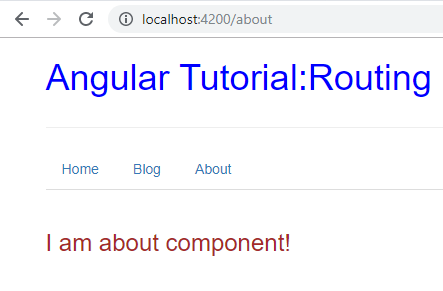 localhost:4200/about
Angular Tutorial:Routing
Home Blog About
I am about component!